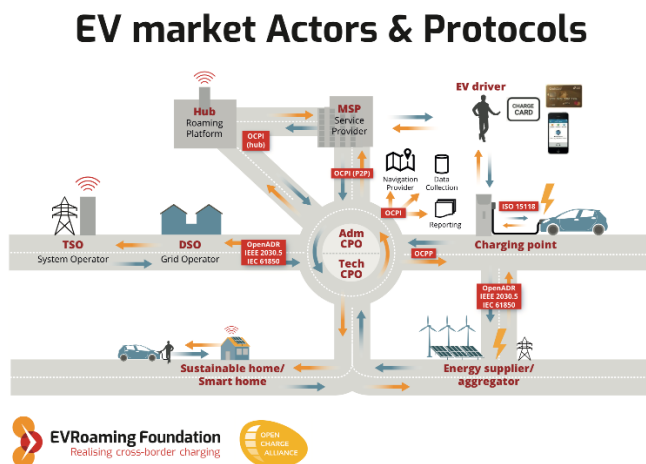 EV market Actors & Protocols
Hub
Roaming
Platform
MSP
Service
Provider
EV driver
CHARGE
CARD
OCPI
(hub)
OCPI (P2P)
Navigation
Provider
Data
Collection
OCPI
Reporting
ISO 15118
TSO
System Operator
DSO
Grid Operator
OpenADR
IEEE 2030.5
IEC 61850
Adm
CPO
Tech
CPO
OCPP
Charging point
OpenADR
IEEE 2030.5
IEC 61850
Sustainable home/
Smart home
Energy supplier/
aggregator
EVRoaming Foundation
Realising cross-border charging
OPEN
CHARGE
ALLIANCE